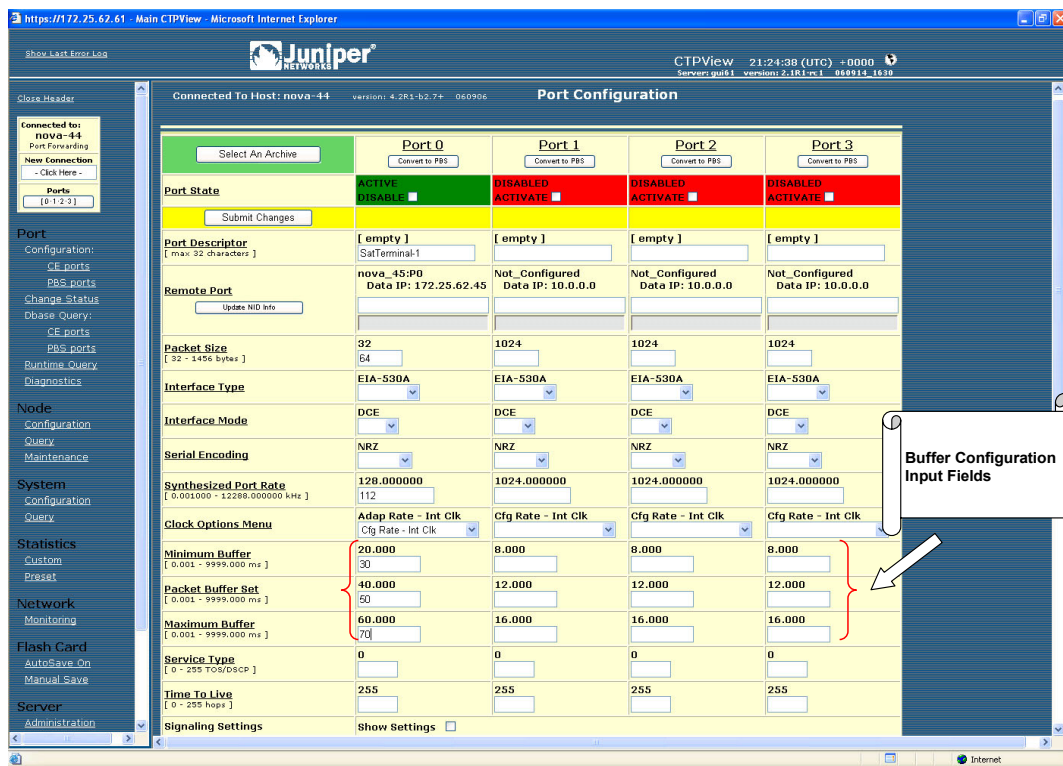 https://172.25.62.61 - Main CTPView - Microsoft Internet Explorer
Show Last Error Log
Juniper®
NETWORKS
CTPView 21:24:38 (UTC) +0000
Server: gui61 version: 2.1R1-rc1 060914_1630
Close Header
Connected to:
nova-44
Port Forwarding
New Connection
- Click Here -
Ports
[0-1-2-3]
Port
Configuration:
CE ports
PBS ports
Change Status
Dbase Query:
CE ports
PBS ports
Runtime Query
Diagnostics
Node
Configuration
Query
Maintenance
System
Configuration
Query
Statistics
Custom
Preset
Network
Monitoring
Flash Card
AutoSave On
Manual Save
Server
Administration
Connected To Host: nova-44 version: 4.2R1-b2.7+ 060906 Port Configuration
Select An Archive Port 0 Port 1 Port 2 Port 3
Convert to PBS Convert to PBS Convert to PBS Convert to PBS
Port State ACTIVE DISABLED DISABLED DISABLED
DISABLE ACTIVATE ACTIVATE ACTIVATE
Submit Changes
Port Descriptor [ empty ] [ empty ] [ empty ] [ empty ]
[ max 32 characters ] SatTerminal-1
Remote Port nova_45:P0 Not_Configured Not_Configured Not_Configured
Data IP: 172.25.62.45 Data IP: 10.0.0.0 Data IP: 10.0.0.0 Data IP: 10.0.0.0
Update NID Info
Packet Size 32 1024 1024 1024
[ 32 - 1456 bytes ] 64
Interface Type EIA-530A EIA-530A EIA-530A EIA-530A
Interface Mode DCE DCE DCE DCE
Serial Encoding NRZ NRZ NRZ NRZ
Synthesized Port Rate 128.000000 1024.000000 1024.000000 1024.000000
[ 0.001000 - 12288.000000 kHz ] 112
Clock Options Menu Adap Rate - Int Clk Cfg Rate - Int Clk Cfg Rate - Int Clk Cfg Rate - Int Clk
Cfg Rate - Int Clk
Minimum Buffer 20.000 8.000 8.000 8.000
[ 0.001 - 9999.000 ms ] 30
Packet Buffer Set 40.000 12.000 12.000 12.000
[ 0.001 - 9999.000 ms ] 50
Maximum Buffer 60.000 16.000 16.000 16.000
[ 0.001 - 9999.000 ms ] 70
Service Type 0 0 0 0
[ 0 - 255 TOS/DSCP ]
Time To Live 255 255 255 255
[ 0 - 255 hops ]
Signaling Settings Show Settings
Buffer Configuration
Input Fields
Internet